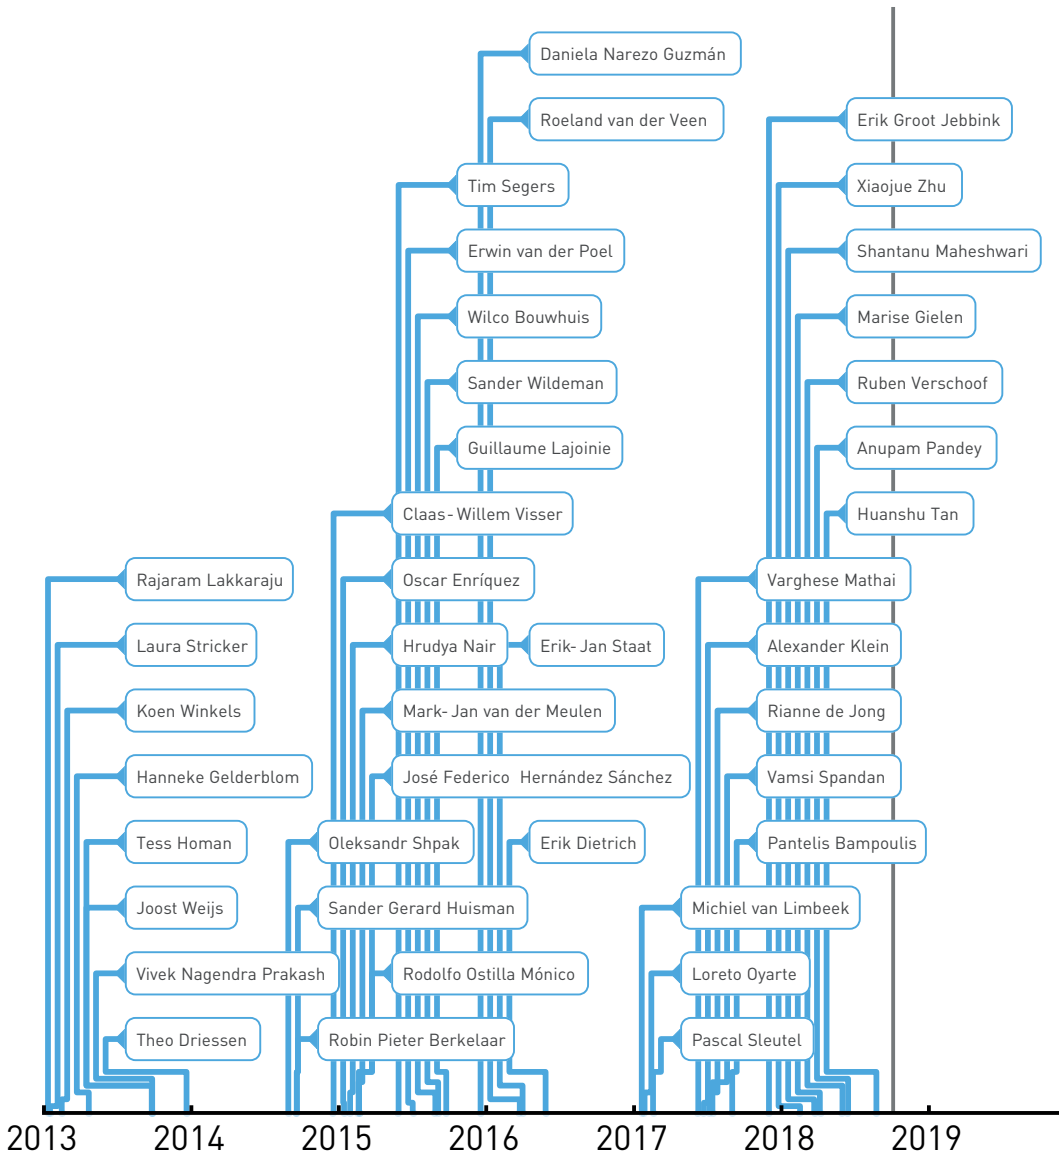 Daniela Narezo Guzmán
Roeland van der Veen
Erik Groot Jebbink
Tim Segers
Xiaojue Zhu
Erwin van der Poel
Shantanu Maheshwari
Wilco Bouwhuis
Marise Gielen
Sander Wildeman
Ruben Verschoof
Guillaume Lajoinie
Anupam Pandey
Claas-Willem Visser
Huanshu Tan
Rajaram Lakkaraju
Oscar Enríquez
Varghese Mathai
Laura Stricker
Hrudya Nair
Erik-Jan Staat
Alexander Klein
Koen Winkels
Mark-Jan van der Meulen
Rianne de Jong
Hanneke Gelderblom
José Federico Hernández Sánchez
Vamsi Spandan
Tess Homan
Oleksandr Shpak
Erik Dietrich
Pantelis Bampoulis
Joost Weijs
Sander Gerard Huisman
Michiel van Limbeek
Vivek Nagendra Prakash
Rodolfo Ostilla Mónico
Loreto Oyarte
Theo Driessen
Robin Pieter Berkelaar
Pascal Sleutel
2013 2014 2015 2016 2017 2018 2019